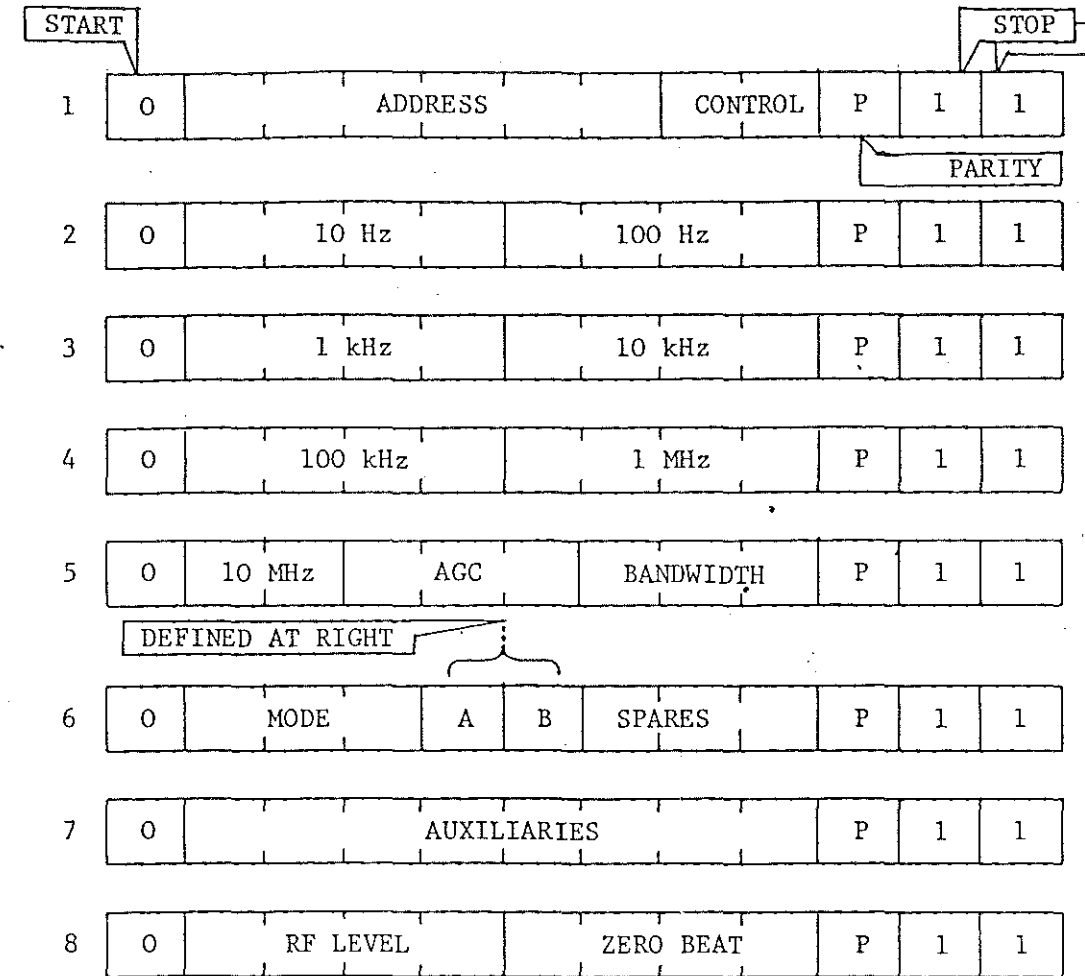 START STOP
1 0 ADDRESS CONTROL P 1 1
PARITY
2 0 10 Hz 100 Hz P 1 1
3 0 1 kHz 10 kHz P 1 1
4 0 100 kHz 1 MHz P 1 1
5 0 10 MHz AGC BANDWIDTH P 1 1
DEFINED AT RIGHT
6 0 MODE A B SPARES P 1 1
7 0 AUXILIARIES P 1 1
8 0 RF LEVEL ZERO BEAT P 1 1